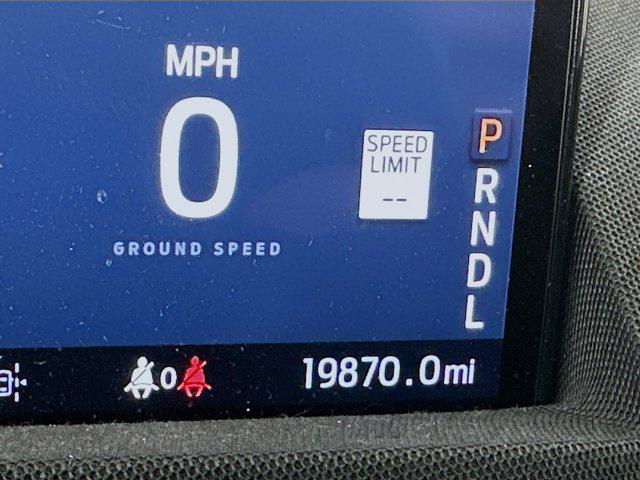 MPH
0
GROUND SPEED
SPEED
LIMIT
--
P
R
N
D
L
0
19870.0mi